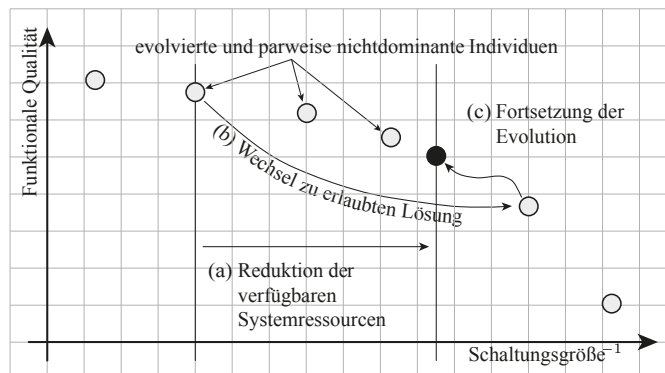 Funktionale Qualität
evolvierte und parweise nichtdominante Individuen
(c) Fortsetzung der
Evolution
(b) Wechsel zu erlaubten Lösung
(a) Reduktion der
verfügbaren
Systemressourcen
Schaltungsgröße⁻¹